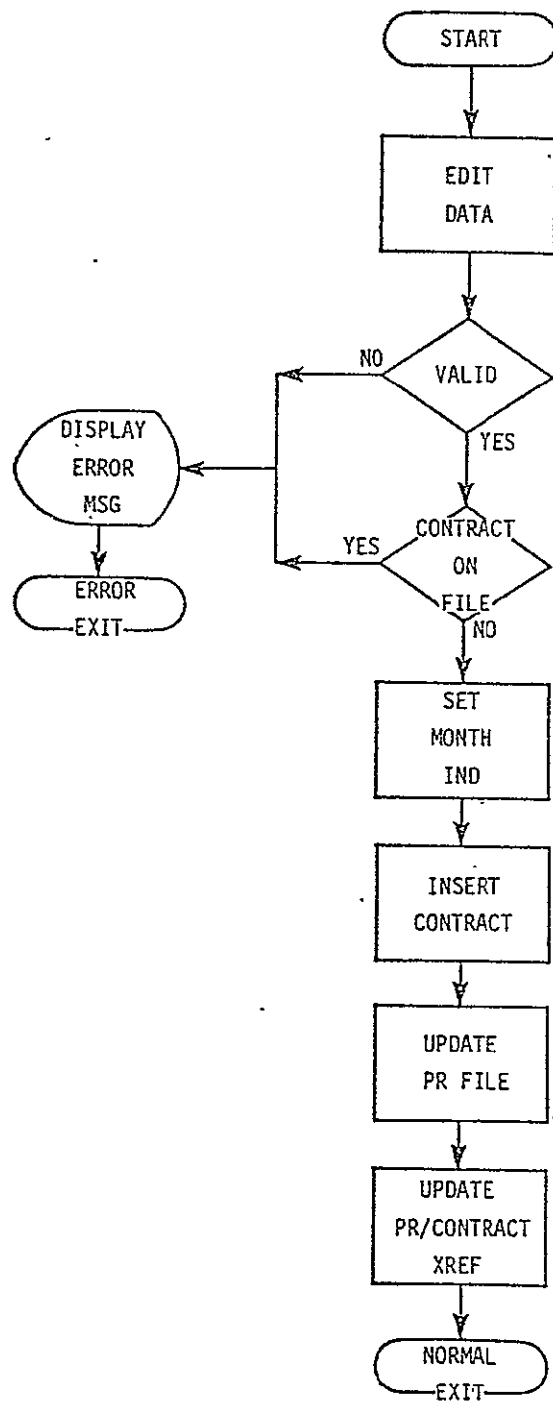 START
EDIT
DATA
NO
VALID
YES
DISPLAY
ERROR
MSG
YES
CONTRACT
ON
FILE
NO
ERROR
EXIT
SET
MONTH
IND
INSERT
CONTRACT
UPDATE
PR FILE
UPDATE
PR/CONTRACT
XREF
NORMAL
EXIT